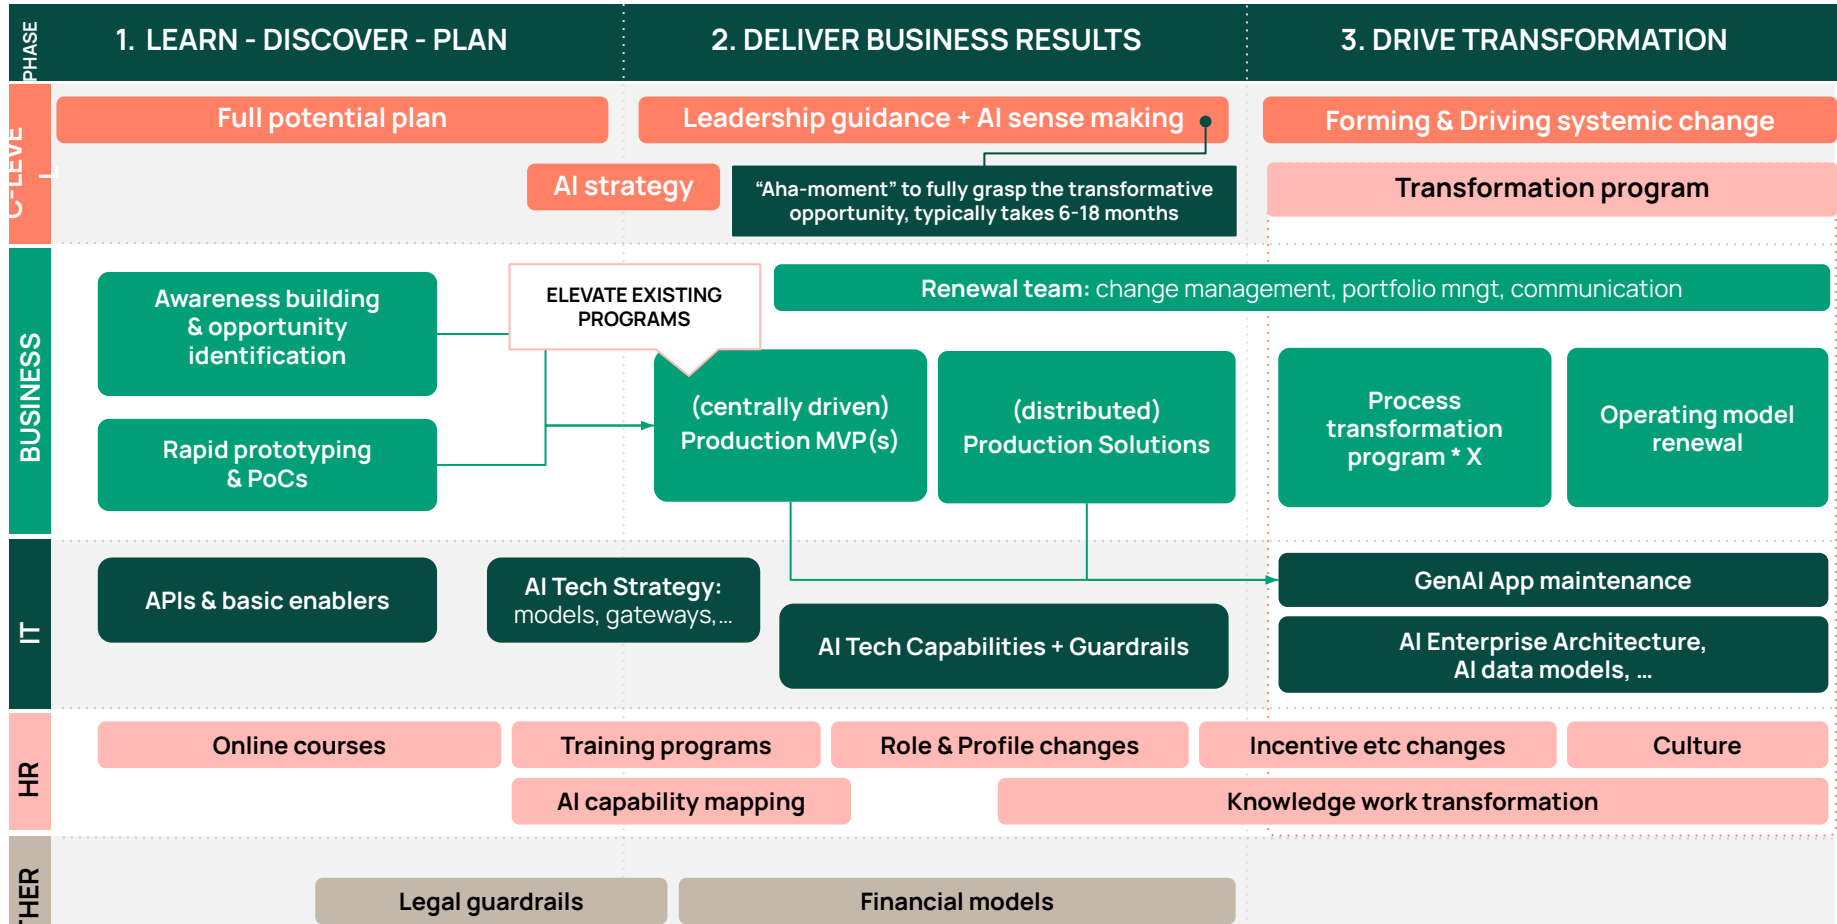 PHASE
1. LEARN - DISCOVER - PLAN
2. DELIVER BUSINESS RESULTS
3. DRIVE TRANSFORMATION
C-LEVE
L
Full potential plan
Leadership guidance + AI sense making
Forming & Driving systemic change
AI strategy
“Aha-moment” to fully grasp the transformative
opportunity, typically takes 6-18 months
Transformation program
BUSINESS
Awareness building
& opportunity
identification
ELEVATE EXISTING
PROGRAMS
Renewal team: change management, portfolio mngt, communication
Rapid prototyping
& PoCs
(centrally driven)
Production MVP(s)
(distributed)
Production Solutions
Process
transformation
program * X
Operating model
renewal
IT
APIs & basic enablers
AI Tech Strategy:
models, gateways,...
AI Tech Capabilities + Guardrails
GenAI App maintenance
AI Enterprise Architecture,
AI data models, ...
HR
Online courses
Training programs
Role & Profile changes
Incentive etc changes
Culture
AI capability mapping
Knowledge work transformation
THER
Legal guardrails
Financial models